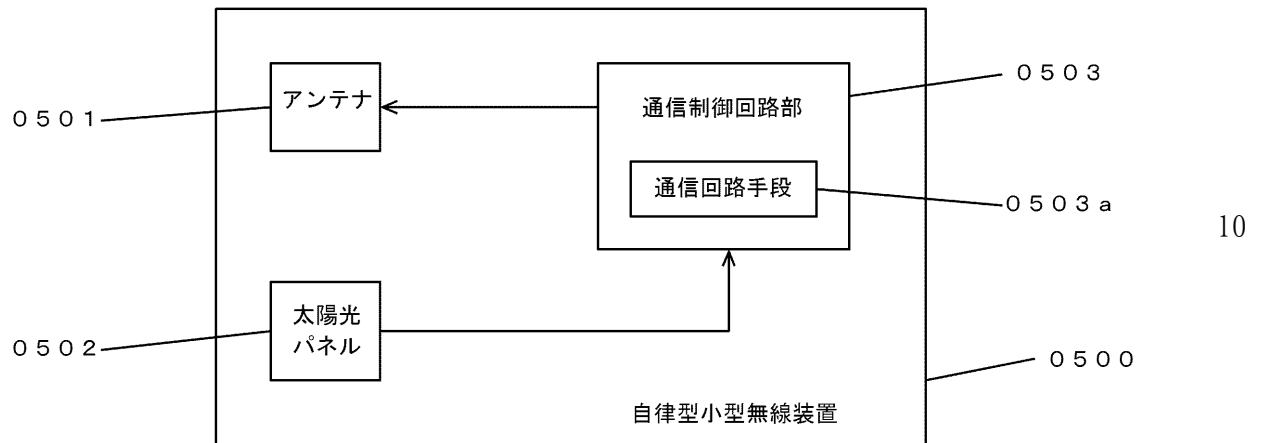 ０５０３
アンテナ
０５０１
通信制御回路部
通信回路手段
０５０３ａ
10
太陽光
パネル
０５０２
０５００
自律型小型無線装置